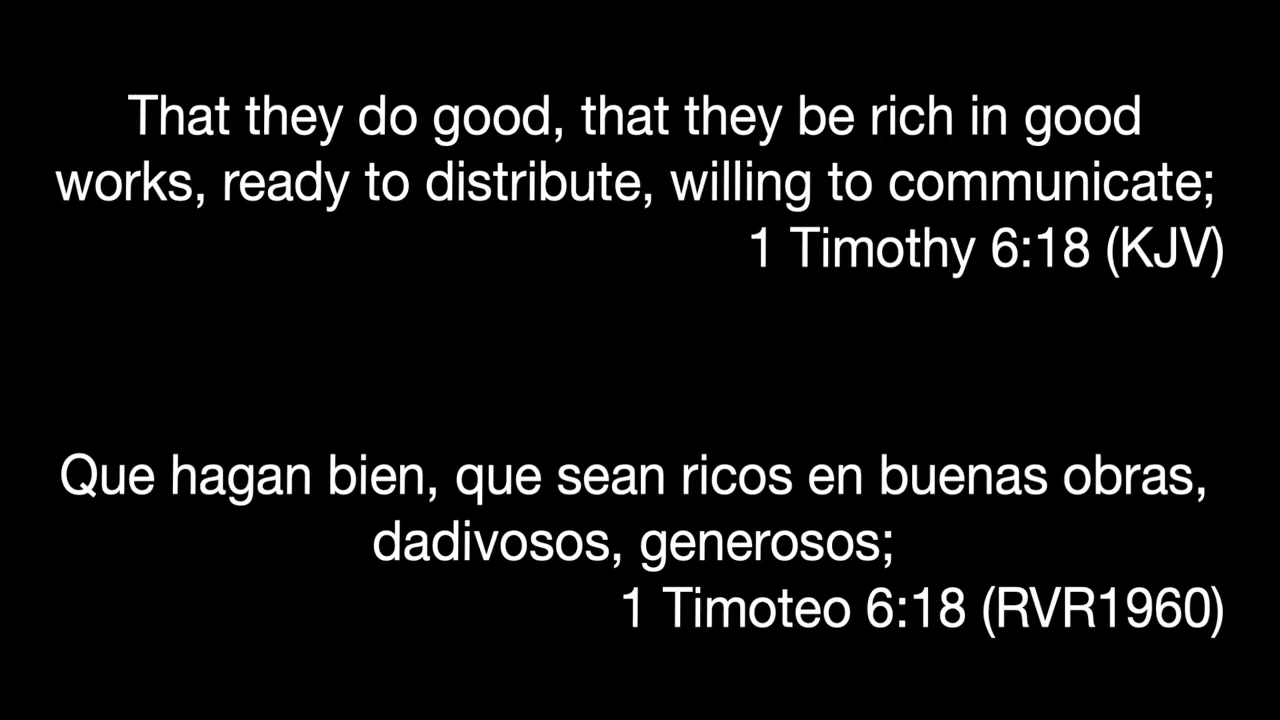 That they do good, that they be rich in good
works, ready to distribute, willing to communicate;
1 Timothy 6:18 (KJV)
Que hagan bien, que sean ricos en buenas obras,
dadivosos, generosos;
1 Timoteo 6:18 (RVR1960)